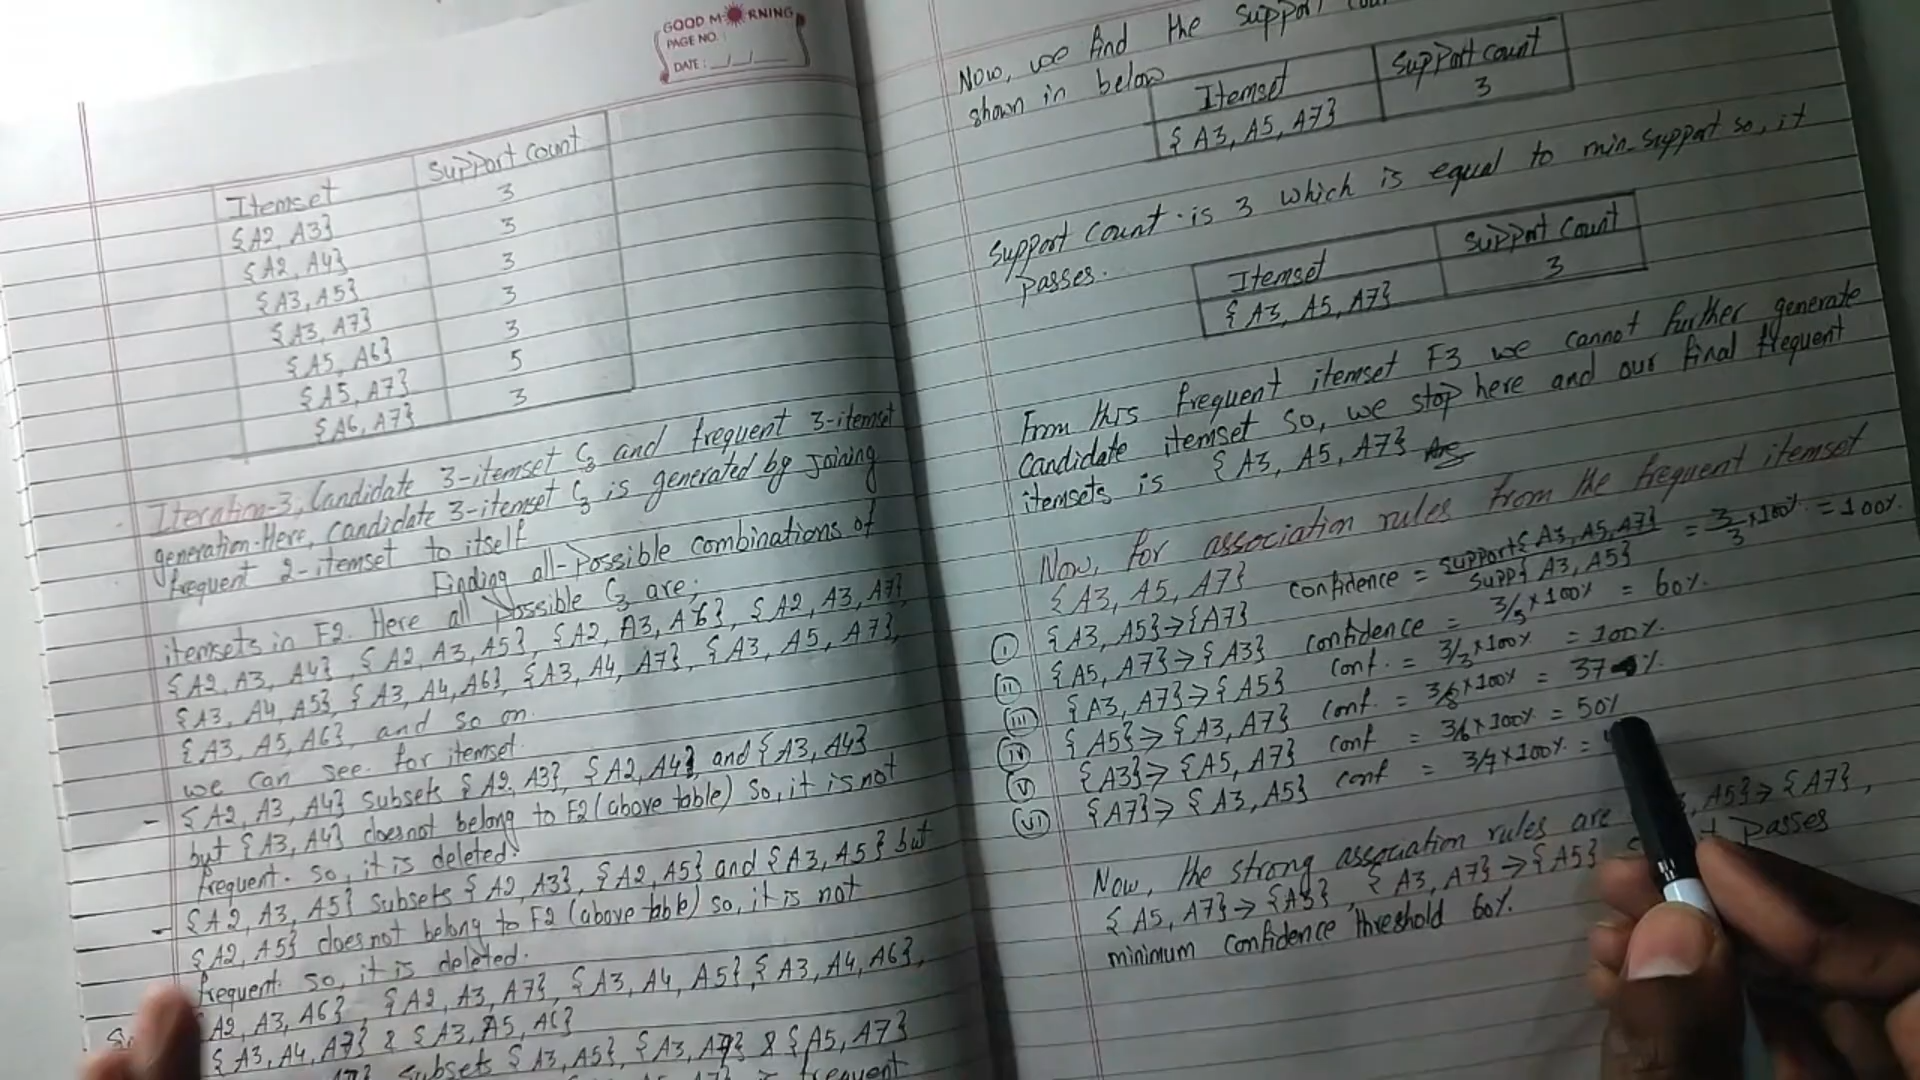 GOOD MORNING
PAGE NO.
DATE:
Itemset Support Count
{A2, A3} 3
{A2, A4} 3
{A3, A5} 3
{A3, A7} 3
{A5, A6} 3
{A5, A7} 5
{A6, A7} 3
Iteration-3; Candidate 3-itemset C3 and frequent 3-itemset
generation-Here, candidate 3-itemset C3 is generated by Joining
frequent 2-itemset to itself
Finding all-possible combinations of
itemsets in F2. Here all possible C3 are;
{A2, A3, A4}, {A2, A3, A5}, {A2, A3, A6}, {A2, A3, A7},
{A3, A4, A5}, {A3, A4, A6}, {A3, A4, A7}, {A3, A5, A7},
{A3, A5, A6}, and so on.
we can see. for itemset.
- {A2, A3, A4} subsets {A2, A3}, {A2, A4}, and {A3, A4}
but {A3, A4} doesnot belong to F2 (above table) so, it is not
frequent. So, it is deleted.
- {A2, A3, A5} subsets {A2, A3}, {A2, A5} and {A3, A5} but
{A2, A5} does not belong to F2 (above table) so, it is not
frequent. So, it is deleted.
A2, A3, A6}, {A2, A3, A7}, {A3, A4, A5}, {A3, A4, A6},
{A3, A4, A7} & {A3, A5, A6}
subsets {A3, A5}, {A3, A7} & {A5, A7}
frequent
Now, we find the support
shown in below
Itemset Support count
{A3, A5, A7} 3
Support count is 3 which is equal to min_support so, it
passes.
Itemset Support count
{A3, A5, A7} 3
From this frequent itemset F3 we cannot further generate
Candidate itemset so, we stop here and our final frequent
itemsets is {A3, A5, A7} Ans
Now, for association rules from the frequent itemset
{A3, A5, A7}
(i) {A3, A5}→{A7} confidence = support{A3, A5, A7} / supp{A3, A5} = 3/3 ×100% = 100%.
(ii) {A5, A7}→{A3} confidence = 3/5 ×100% = 60%.
(iii) {A3, A7}→{A5} conf. = 3/3 ×100% = 100%.
(iv) {A5}→{A3, A7} conf. = 3/8 ×100% = 37 %.
(v) {A3}→{A5, A7} conf = 3/6 ×100% = 50%
(vi) {A7}→{A3, A5} conf = 3/7 ×100% =
Now, the strong association rules are , A5}→{A7},
{A5, A7}→{A3}, {A3, A7}→{A5} passes
minimum confidence threshold 60%.